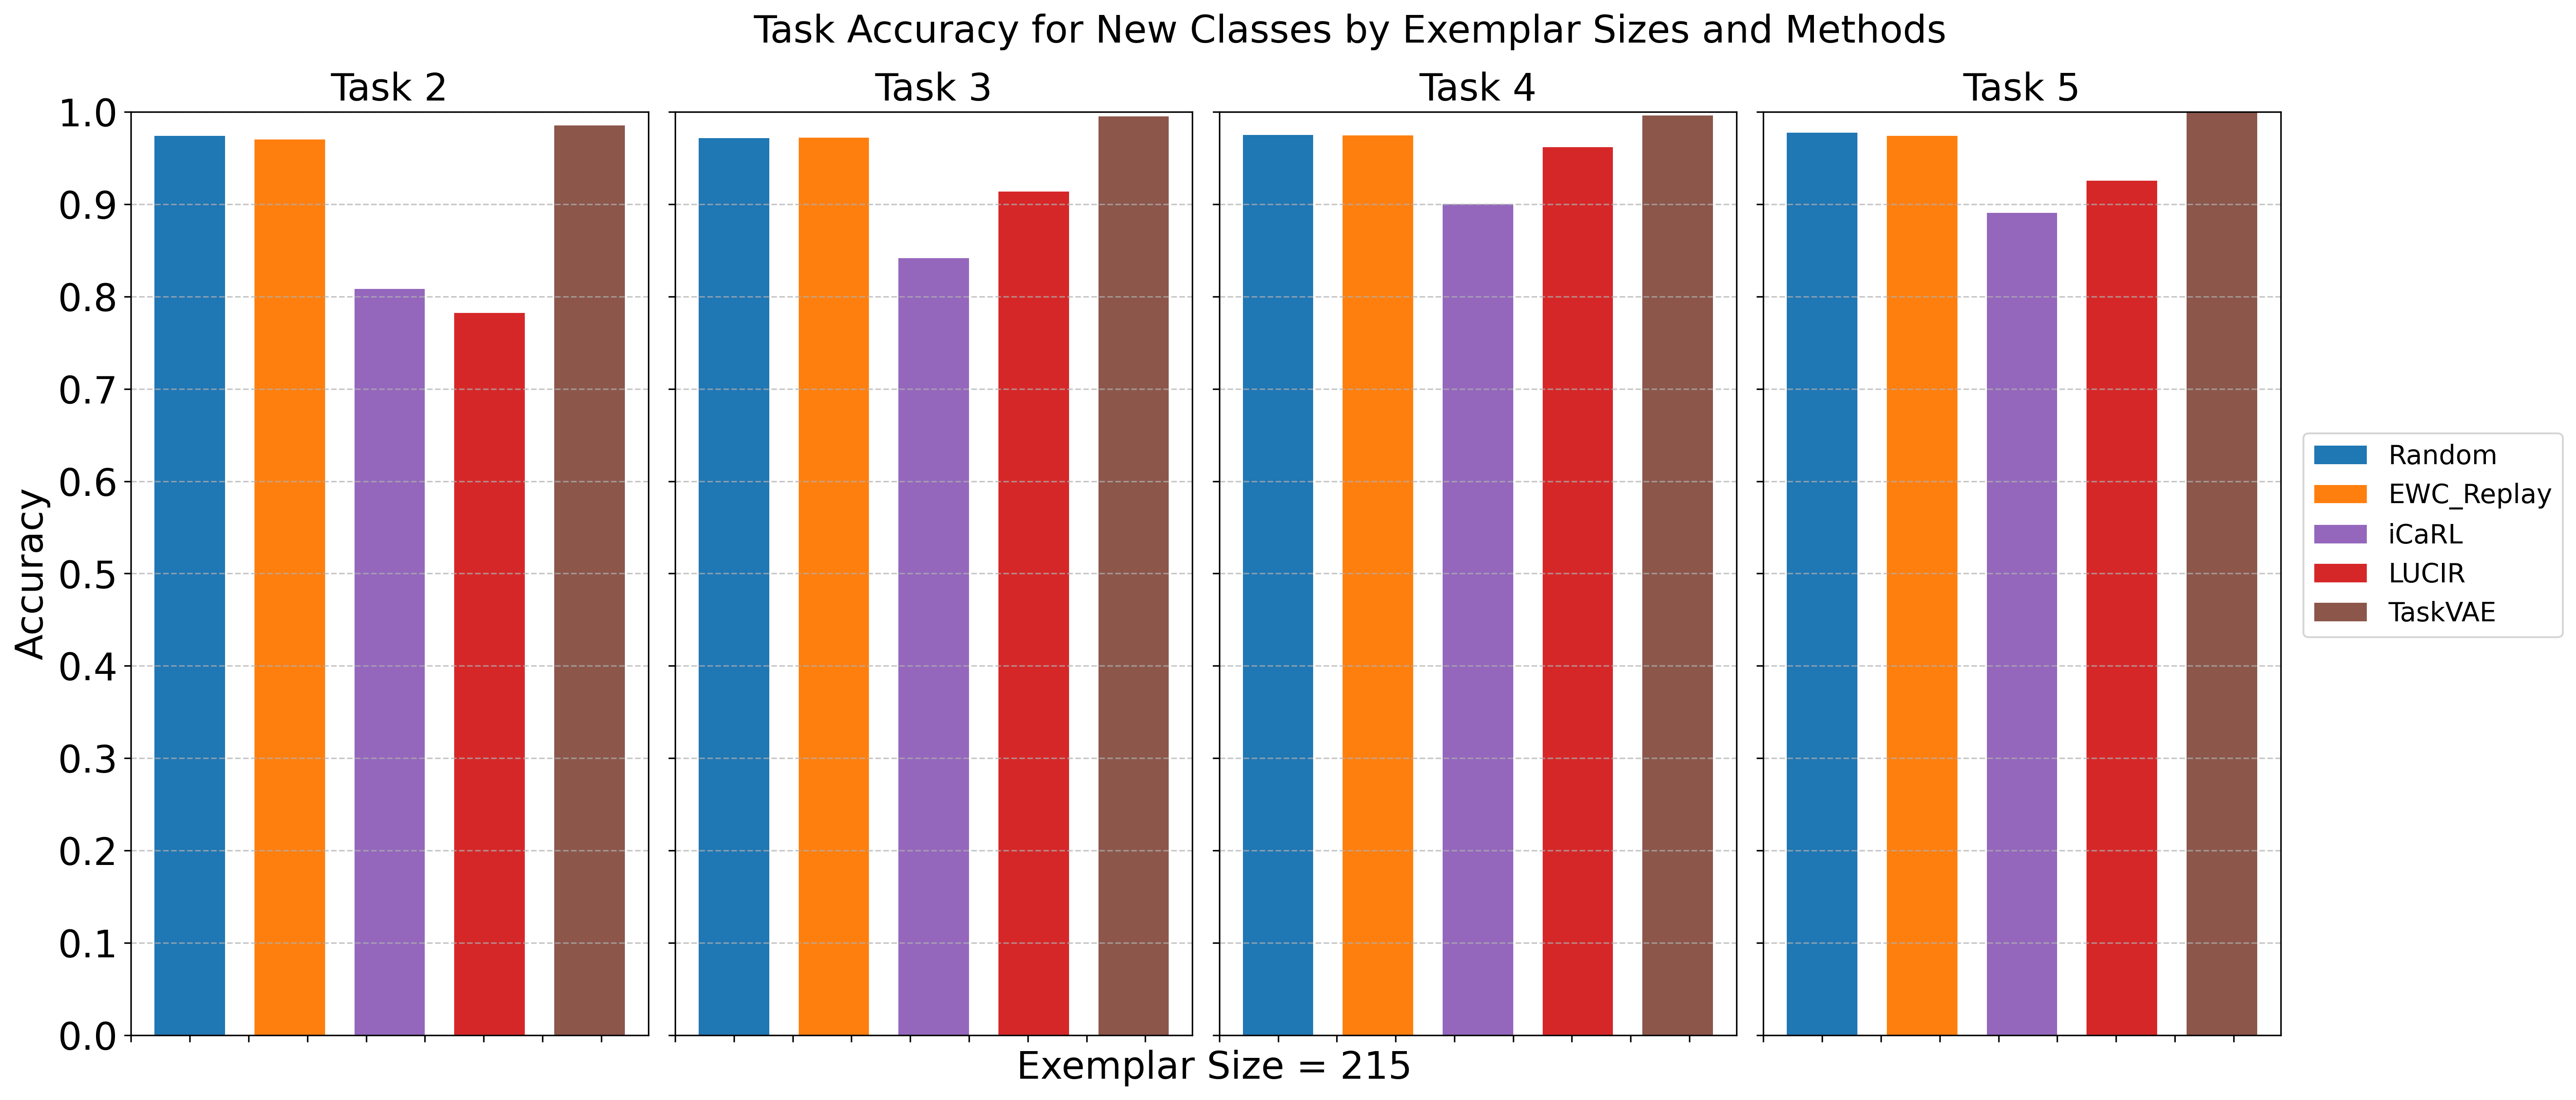 Task Accuracy for New Classes by Exemplar Sizes and Methods
Task 2
Task 3
Task 4
Task 5
Accuracy
1.0
0.9
0.8
0.7
0.6
0.5
0.4
0.3
0.2
0.1
0.0
Exemplar Size = 215
Random
EWC_Replay
iCaRL
LUCIR
TaskVAE